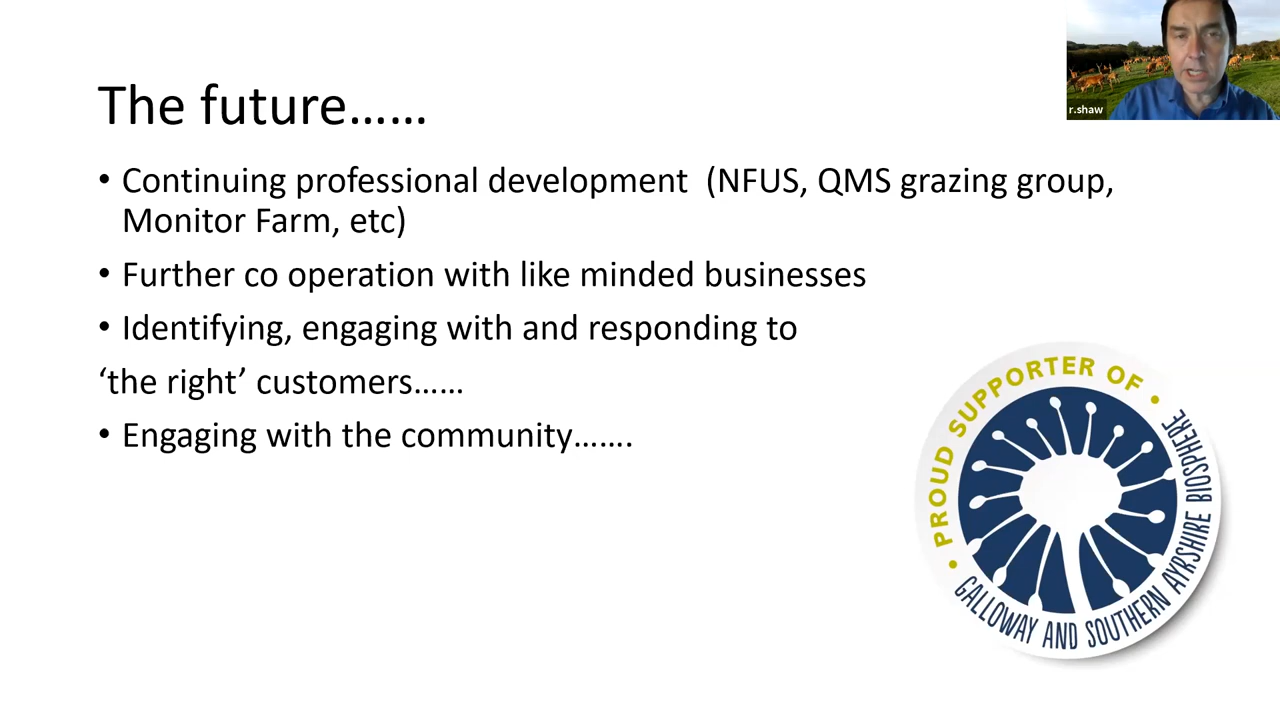 The future……
• Continuing professional development  (NFUS, QMS grazing group,
Monitor Farm, etc)
• Further co operation with like minded businesses
• Identifying, engaging with and responding to
‘the right’ customers……
• Engaging with the community…….
r.shaw
• PROUD SUPPORTER OF •
GALLOWAY AND SOUTHERN AYRSHIRE BIOSPHERE